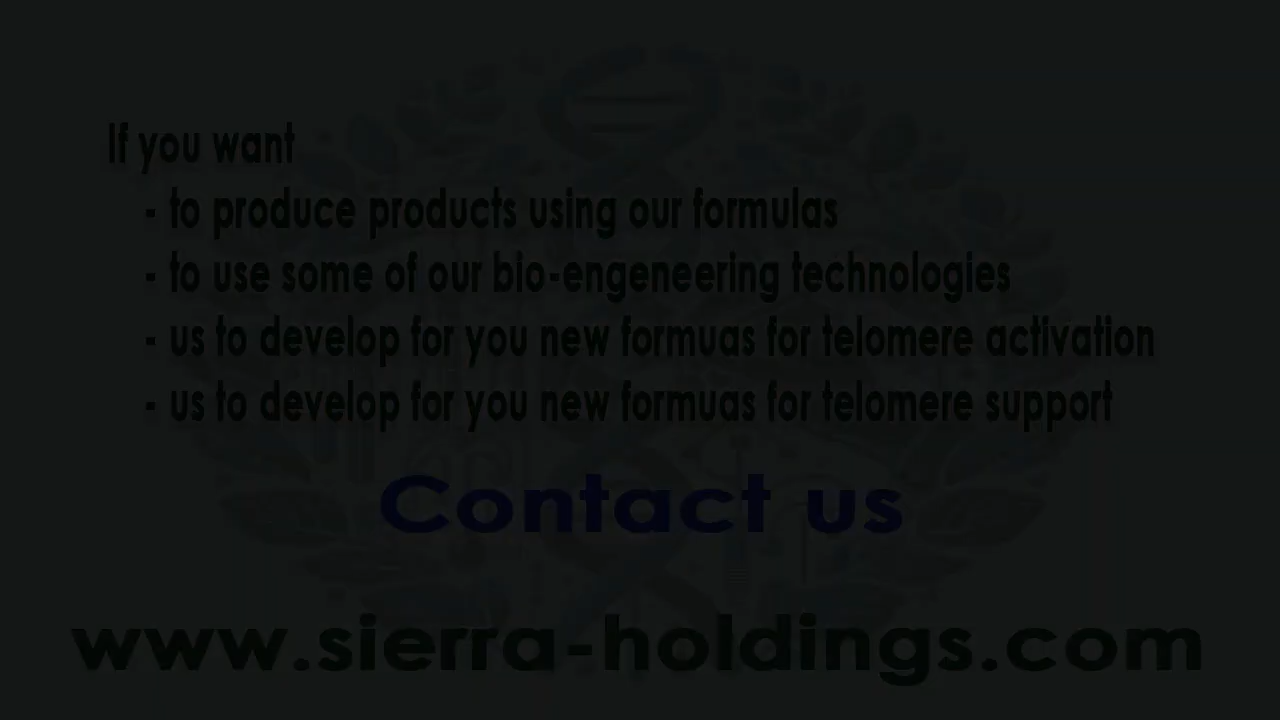 If you want
- to produce products using our formulas
- to use some of our bio-engeneering technologies
- us to develop for you new formuas for telomere activation
- us to develop for you new formuas for telomere support
Contact us
www.sierra-holdings.com